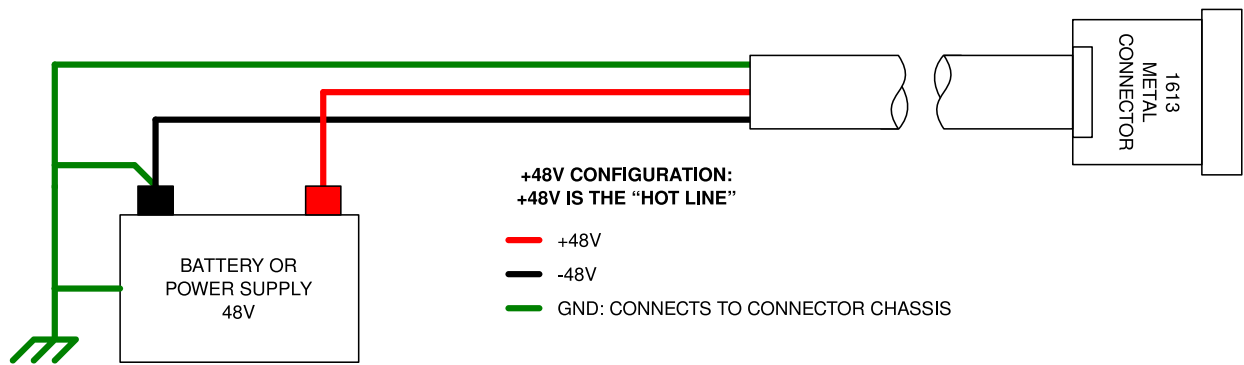 1613
METAL
CONNECTOR
+48V CONFIGURATION:
+48V IS THE “HOT LINE”
+48V
-48V
GND: CONNECTS TO CONNECTOR CHASSIS
BATTERY OR
POWER SUPPLY
48V